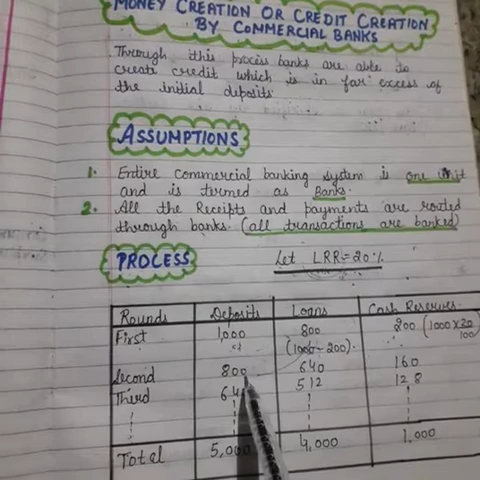 MONEY CREATION OR CREDIT CREATION
BY COMMERCIAL BANKS
Through this process banks are able to
create credit which is in far excess of
the initial deposits.
ASSUMPTIONS
1. Entire commercial banking system is one unit
and is termed as Banks.
2. All the Receipts and payments are routed
through banks. (all transactions are banked)
PROCESS
Let LRR = 20%
Rounds Deposits Loans Cash Reserves
First 1,000 800 200 (1000 x 20/100)
(1000 - 200)
Second 800 640 160
Third 512 128
Total 5,000 4,000 1,000